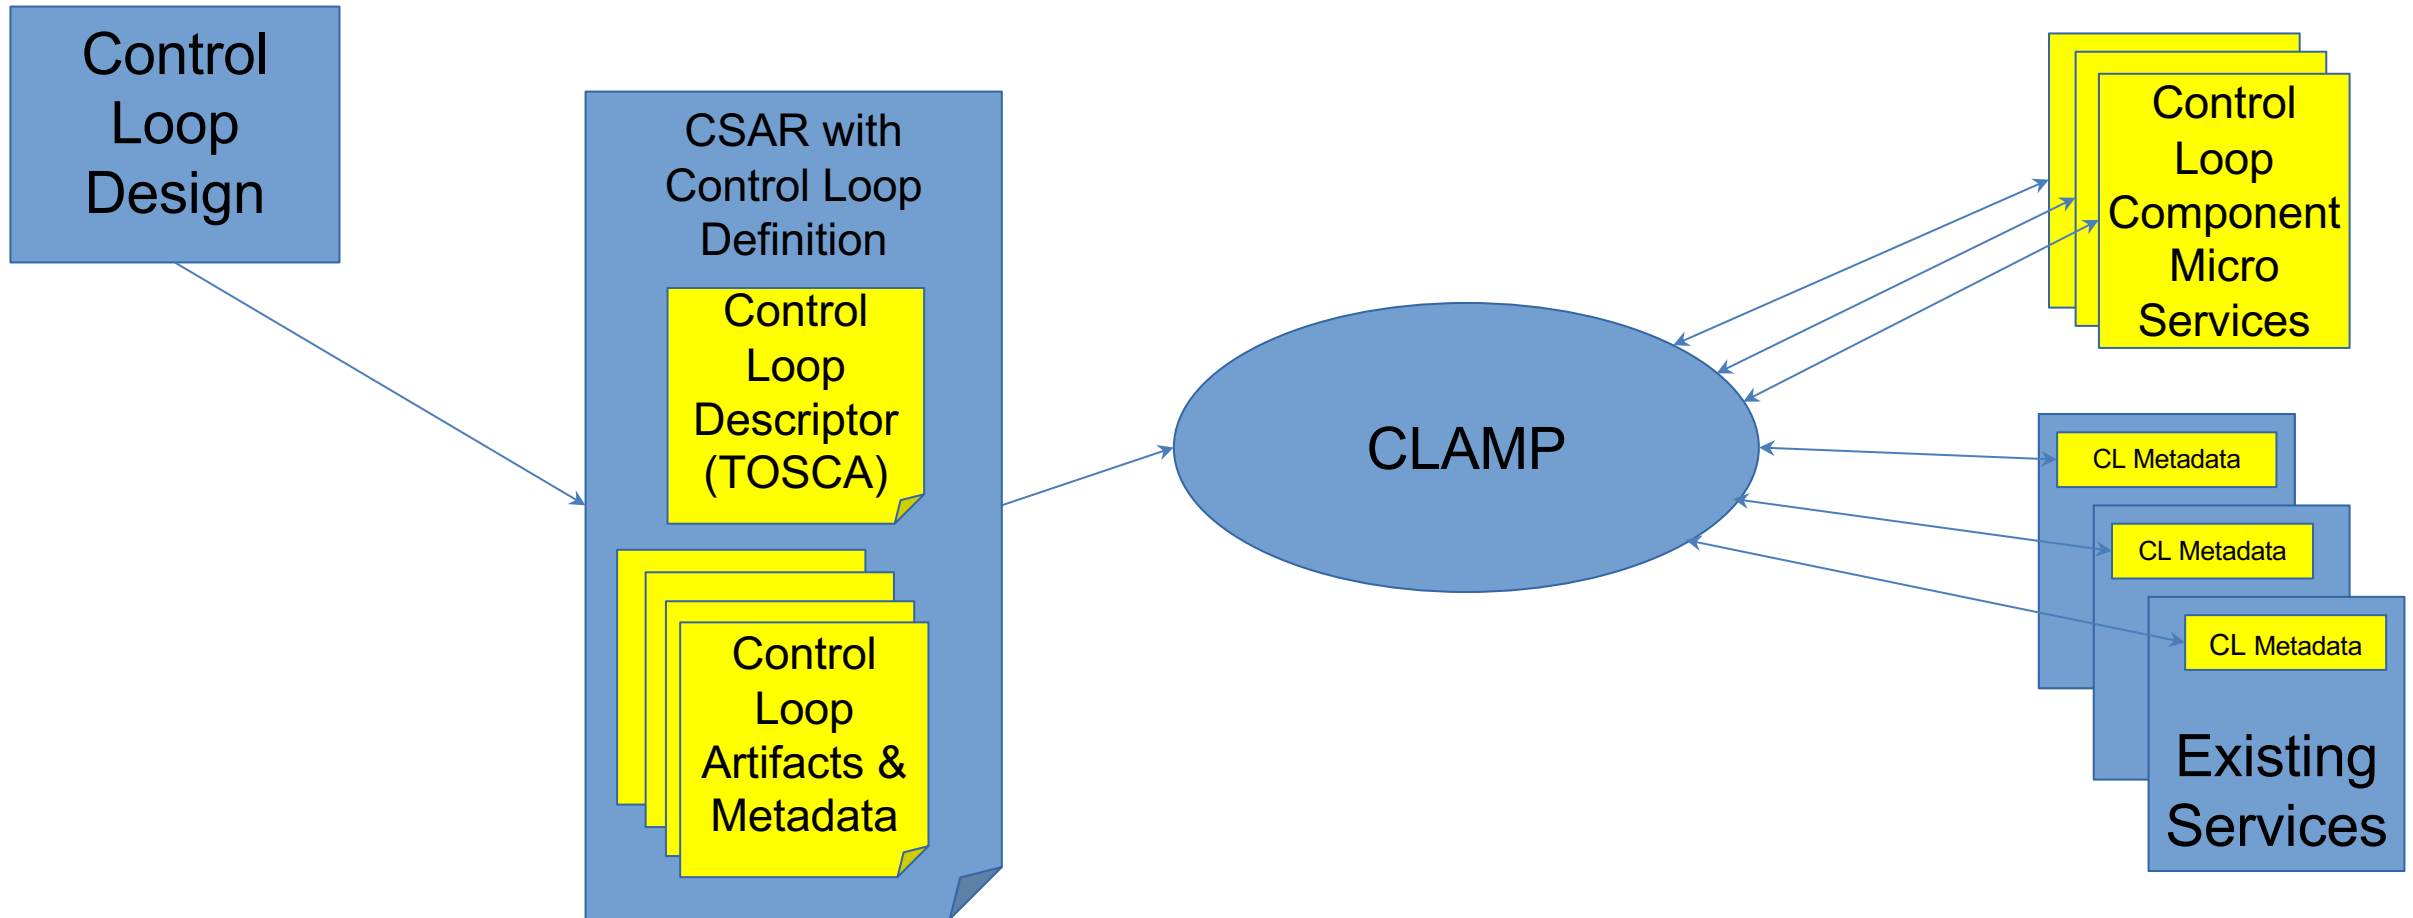 Control
Loop
Design
CSAR with
Control Loop
Definition
Control
Loop
Descriptor
(TOSCA)
Control
Loop
Artifacts &
Metadata
CLAMP
Control
Loop
Component
Micro
Services
CL Metadata
CL Metadata
CL Metadata
Existing
Services